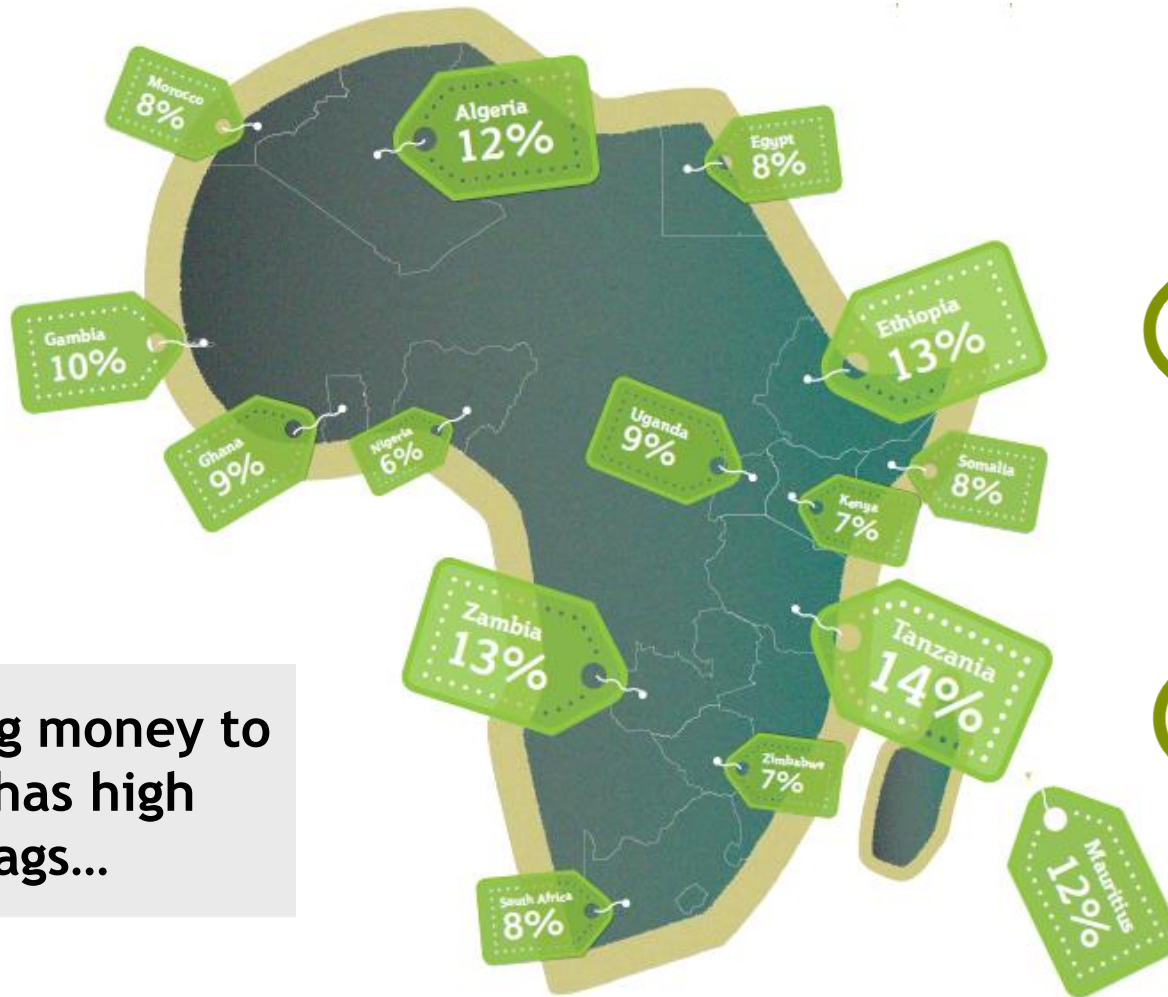 Morocco
8%
Algeria
12%
Egypt
8%
Gambia
10%
Ethiopia
13%
Ghana
9%
Nigeria
6%
Uganda
9%
Somalia
8%
Kenya
7%
Zambia
13%
Tanzania
14%
Zimbabwe
7%
South Africa
8%
Mauritius
12%
g money to
has high
ags...